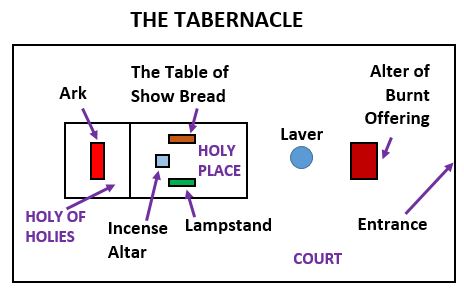 THE TABERNACLE
The Table of
Show Bread
Ark
Alter of
Burnt
Offering
Laver
HOLY
PLACE
HOLY OF
HOLIES
Incense
Altar
Lampstand
Entrance
COURT